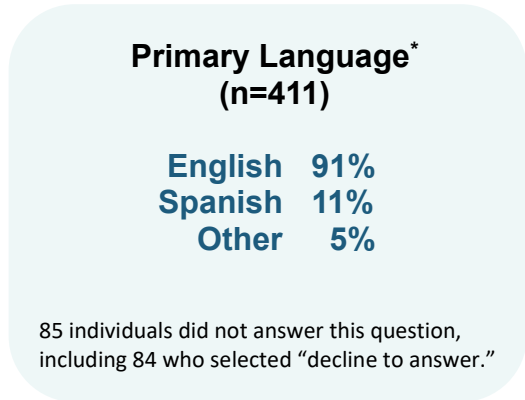 Primary Language*
(n=411)
English 91%
Spanish 11%
Other 5%
85 individuals did not answer this question,
including 84 who selected “decline to answer.”